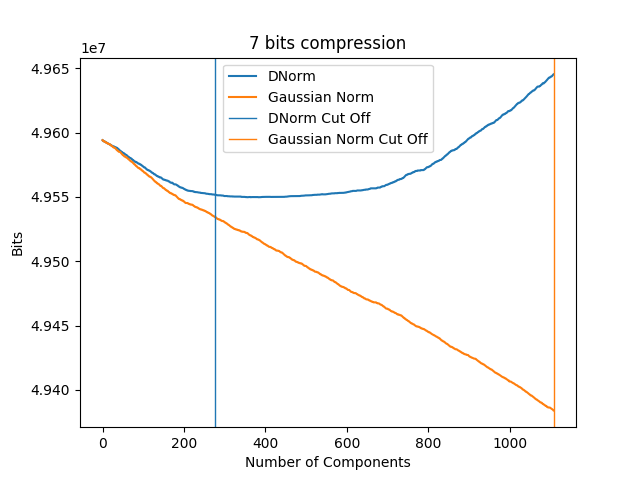 7 bits compression
1e7
4.965
4.960
4.955
4.950
4.945
4.940
Bits
DNorm
Gaussian Norm
DNorm Cut Off
Gaussian Norm Cut Off
0 200 400 600 800 1000
Number of Components